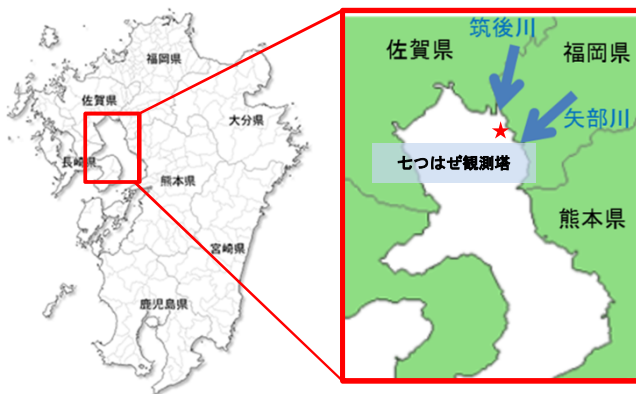 福岡県
佐賀県
大分県
長崎県
熊本県
宮崎県
鹿児島県
筑後川
佐賀県
福岡県
矢部川
七つはぜ観測塔
熊本県